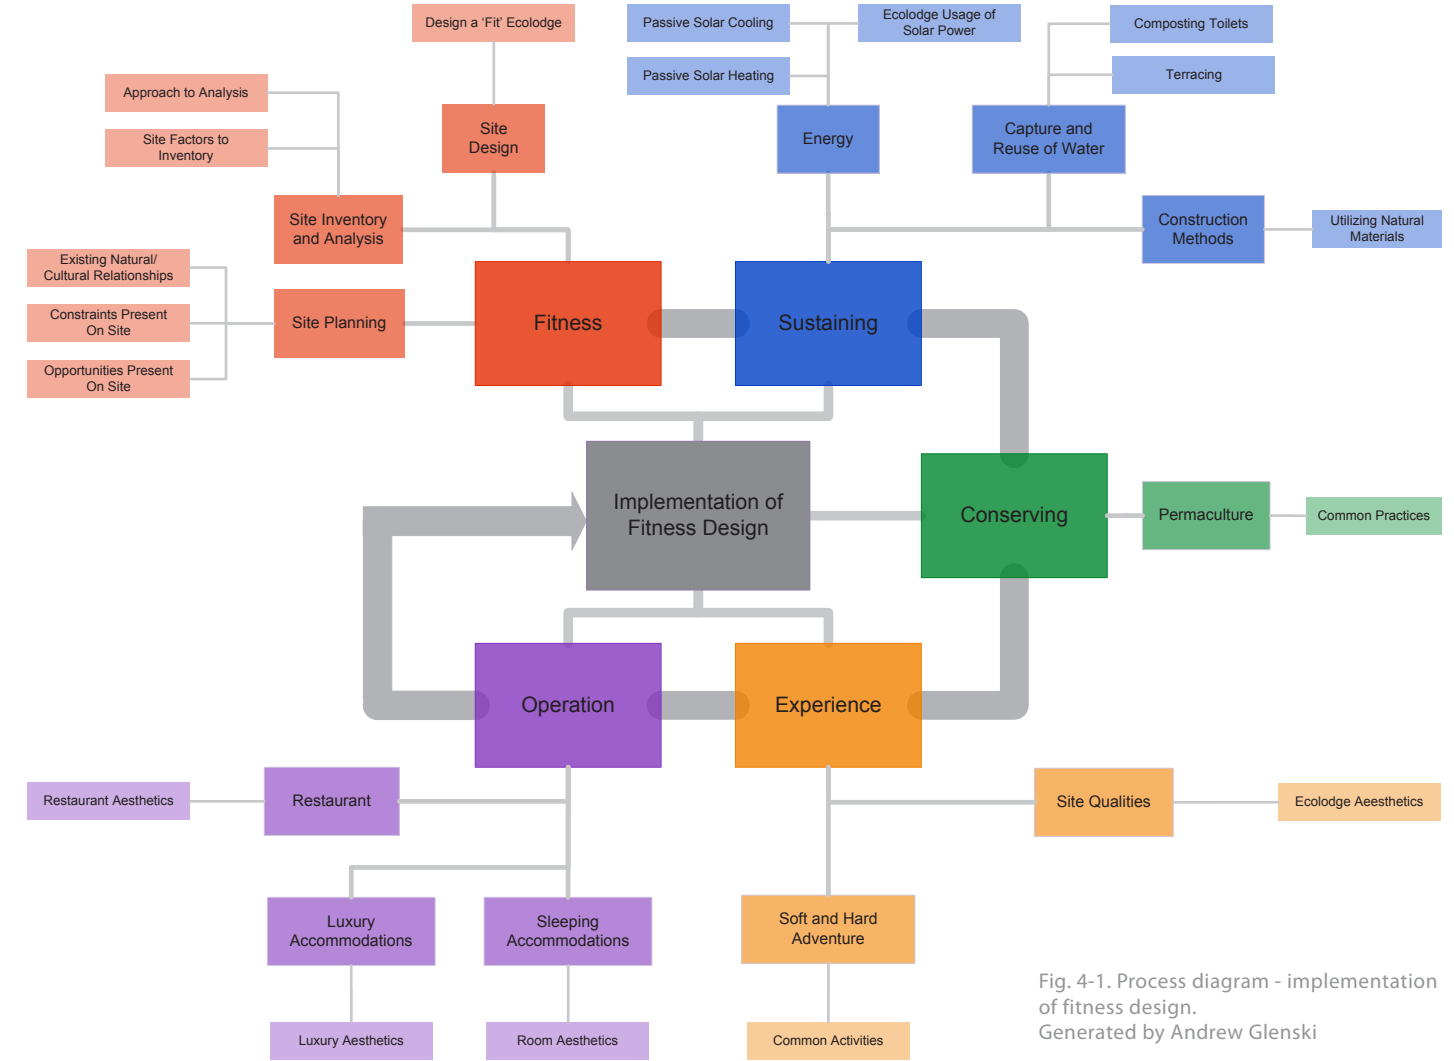 Design a ‘Fit’ Ecolodge
Passive Solar Cooling
Ecolodge Usage of
Solar Power
Composting Toilets
Approach to Analysis
Passive Solar Heating
Terracing
Site Factors to
Inventory
Site
Design
Energy
Capture and
Reuse of Water
Site Inventory
and Analysis
Construction
Methods
Utilizing Natural
Materials
Existing Natural/
Cultural Relationships
Constraints Present
On Site
Site Planning
Fitness
Sustaining
Opportunities Present
On Site
Implementation of
Fitness Design
Conserving
Permaculture
Common Practices
Operation
Experience
Restaurant Aesthetics
Restaurant
Site Qualities
Ecolodge Aeesthetics
Luxury
Accommodations
Sleeping
Accommodations
Soft and Hard
Adventure
Luxury Aesthetics
Room Aesthetics
Common Activities
Fig. 4-1. Process diagram - implementation
of fitness design.
Generated by Andrew Glenski